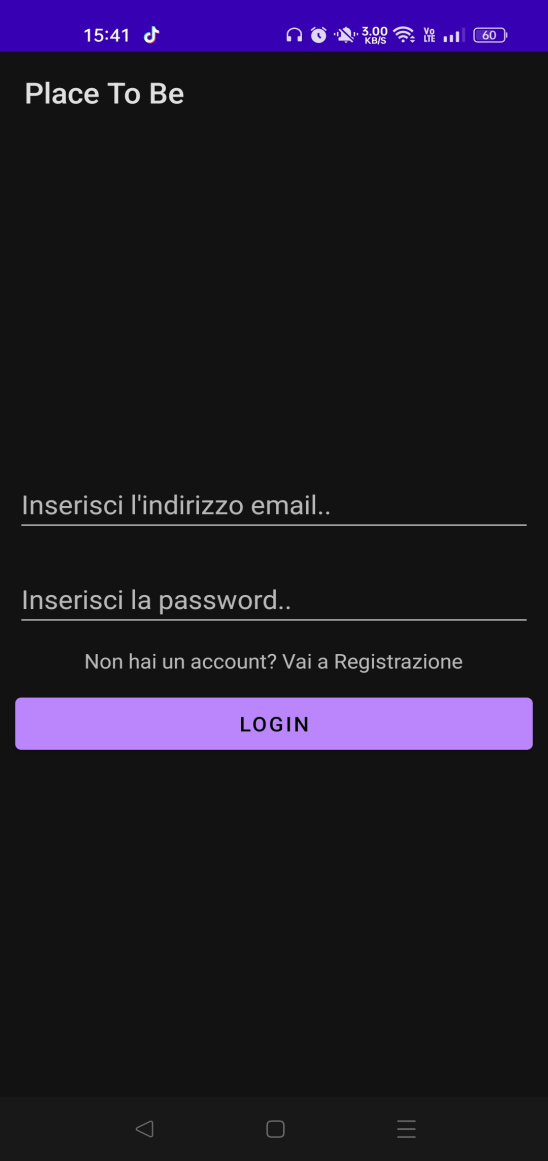 15:41 3.00 KB/S Vo LTE 60
Place To Be
Inserisci l'indirizzo email..
Inserisci la password..
Non hai un account? Vai a Registrazione
LOGIN